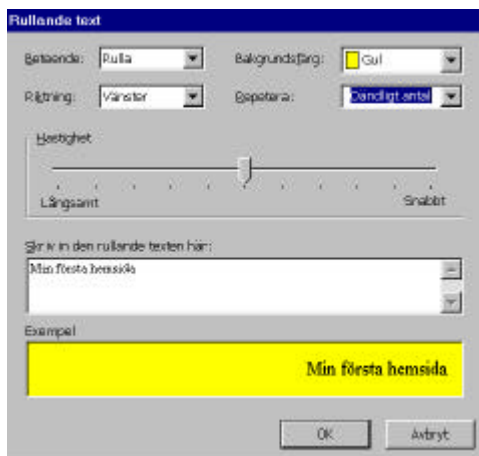 Rullande text
Beteende: Rulla Bakgrundsfärg: Gul
Riktning: Vänster Repetera: Oändligt antal
Hastighet
Långsamt Snabbt
Skriv in den rullande texten här:
Min första hemsida
Exempel
Min första hemsida
OK Avbryt